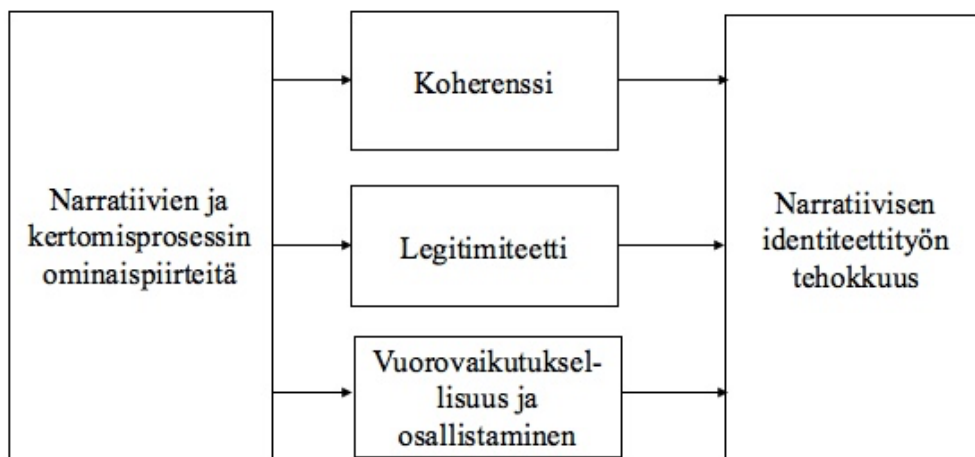 Narratiivien ja
kertomisprosessin
ominaispiirteitä
Koherenssi
Legitimiteetti
Vuorovaikutuksel-
lisuus ja
osallistaminen
Narratiivisen
identiteettityön
tehokkuus